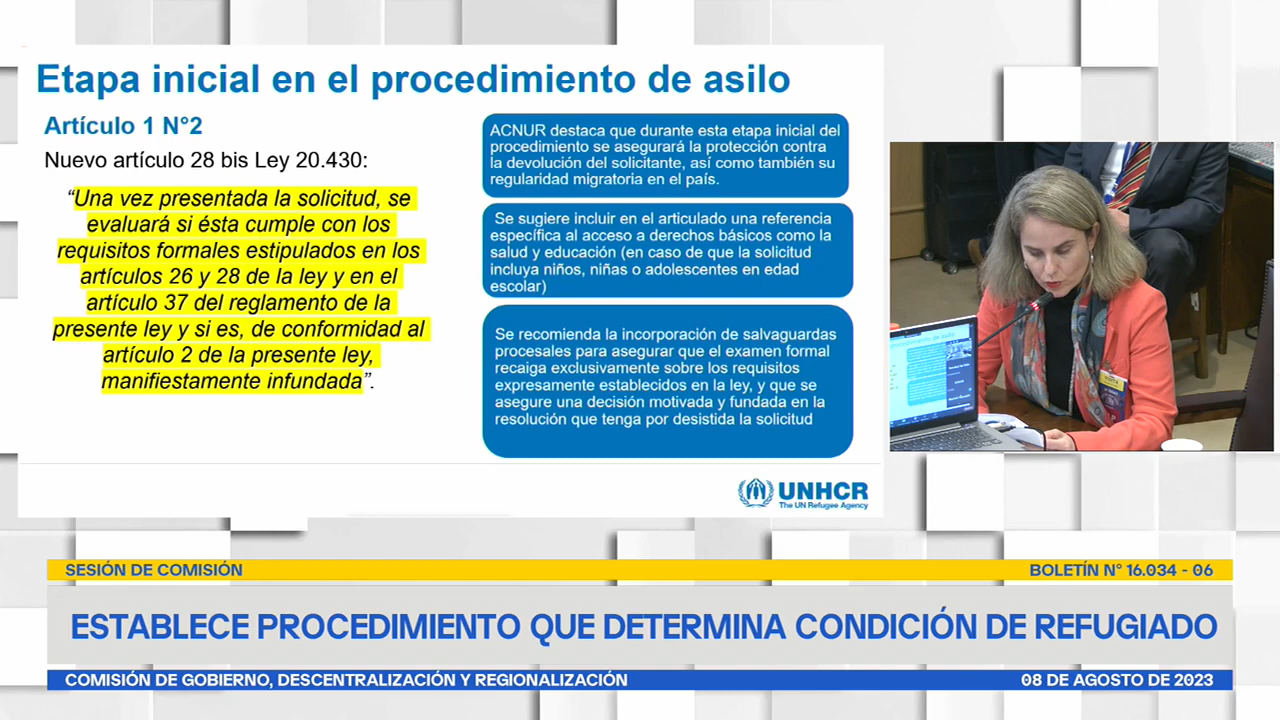 Etapa inicial en el procedimiento de asilo
Artículo 1 N°2
Nuevo artículo 28 bis Ley 20.430:
“Una vez presentada la solicitud, se
evaluará si ésta cumple con los
requisitos formales estipulados en los
artículos 26 y 28 de la ley y en el
artículo 37 del reglamento de la
presente ley y si es, de conformidad al
artículo 2 de la presente ley,
manifiestamente infundada”.
ACNUR destaca que durante esta etapa inicial del
procedimiento se asegurará la protección contra
la devolución del solicitante, así como también su
regularidad migratoria en el país.
Se sugiere incluir en el articulado una referencia
específica al acceso a derechos básicos como la
salud y educación (en caso de que la solicitud
incluya niños, niñas o adolescentes en edad
escolar)
Se recomienda la incorporación de salvaguardas
procesales para asegurar que el examen formal
recaiga exclusivamente sobre los requisitos
expresamente establecidos en la ley, y que se
asegure una decisión motivada y fundada en la
resolución que tenga por desistida la solicitud
UNHCR
The UN Refugee Agency
SESIÓN DE COMISIÓN
BOLETÍN N° 16.034 - 06
ESTABLECE PROCEDIMIENTO QUE DETERMINA CONDICIÓN DE REFUGIADO
COMISIÓN DE GOBIERNO, DESCENTRALIZACIÓN Y REGIONALIZACIÓN
08 DE AGOSTO DE 2023